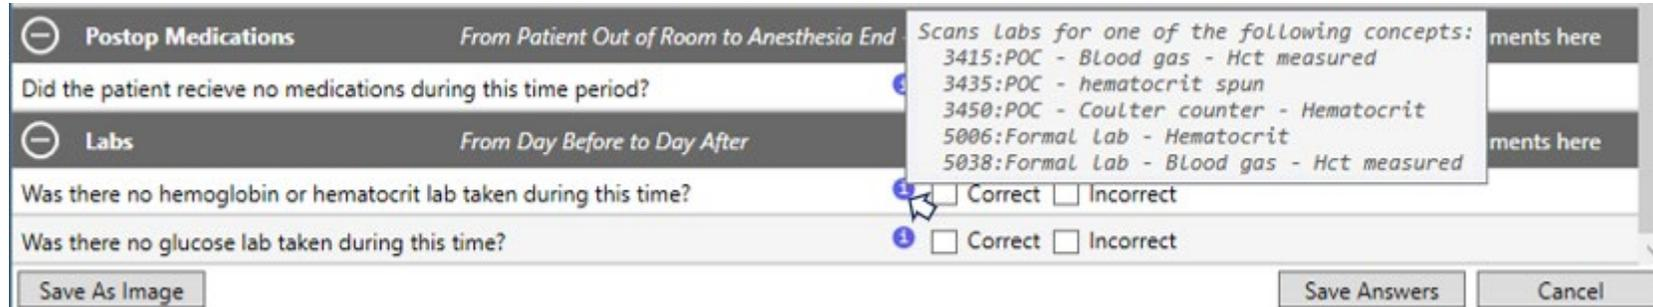 Postop Medications From Patient Out of Room to Anesthesia End - ments here
Scans Labs for one of the following concepts:
3415:POC - Blood gas - Hct measured
3435:POC - hematocrit spun
3450:POC - Coulter counter - Hematocrit
5006:Formal lab - Hematocrit
5038:Formal lab - Blood gas - Hct measured
Did the patient recieve no medications during this time period?
Labs From Day Before to Day After ments here
Was there no hemoglobin or hematocrit lab taken during this time? i Correct Incorrect
Was there no glucose lab taken during this time? i Correct Incorrect
Save As Image Save Answers Cancel